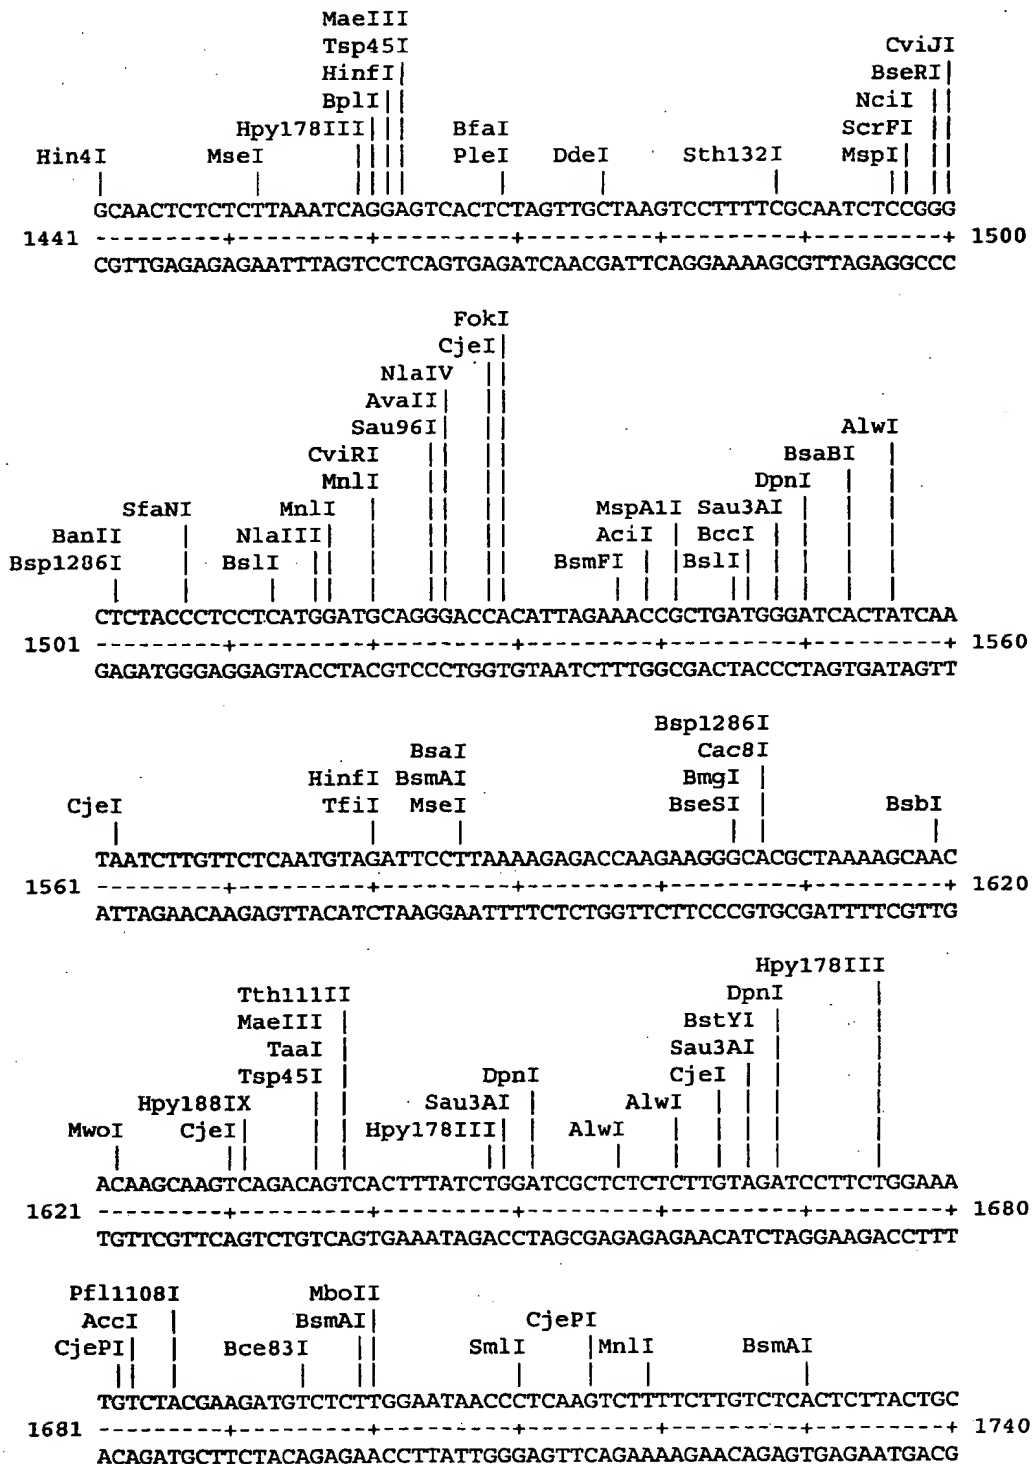 MaeIII
Tsp45I CviJI
HinfI| BseRI|
BplI|| NciI ||
Hpy178III||| BfaI ScrFI ||
Hin4I MseI |||| PleI DdeI Sth132I MspI| ||
GCAACTCTCTCTTAAATCAGGAGTCACTCTAGTTGCTAAGTCCTTTTCGCAATCTCCGGG
1441 ---------+---------+---------+---------+---------+---------+ 1500
CGTTGAGAGAGAATTTAGTCCTCAGTGAGATCAACGATTCAGGAAAAGCGTTAGAGGCCC
FokI
CjeI|
NlaIV ||
AvaII| ||
Sau96I| || AlwI
CviRI || || BsaBI |
MnlI || || DpnI | |
SfaNI MnlI | || || MspA1I Sau3AI | | |
BanII | NlaIII| | || || AciI | BccI | | | |
Bsp1286I | BslI || | || || BsmFI | | BslI| | | | |
CTCTACCCTCCTCATGGATGCAGGGACCACATTAGAAACCGCTGATGGGATCACTATCAA
1501 ---------+---------+---------+---------+---------+---------+ 1560
GAGATGGGAGGAGTACCTACGTCCCTGGTGTAATCTTTGGCGACTACCCTAGTGATAGTT
Bsp1286I
BsaI Cac8I
HinfI BsmAI BmgI |
CjeI TfiI MseI BseSI | BsbI
TAATCTTGTTCTCAATGTAGATTCCTTAAAAGAGACCAAGAAGGGCACGCTAAAAGCAAC
1561 ---------+---------+---------+---------+---------+---------+ 1620
ATTAGAACAAGAGTTACATCTAAGGAATTTTCTCTGGTTCTTCCCGTGCGATTTTCGTTG
Hpy178III
Tth111II DpnI |
MaeIII | BstYI | |
TaaI | Sau3AI | |
Tsp45I | DpnI CjeI | | |
Hpy188IX | | Sau3AI | AlwI | | | |
MwoI CjeI| | | Hpy178III| | AlwI | | | | |
ACAAGCAAGTCAGACAGTCACTTTATCTGGATCGCTCTCTCTTGTAGATCCTTCTGGAAA
1621 ---------+---------+---------+---------+---------+---------+ 1680
TGTTCGTTCAGTCTGTCAGTGAAATAGACCTAGCGAGAGAGAACATCTAGGAAGACCTTT
Pfl1108I MboII
AccI | BsmAI| CjePI
CjePI| | Bce83I || SmlI |MnlI BsmAI
TGTCTACGAAGATGTCTCTTGGAATAACCCTCAAGTCTTTTCTTGTCTCACTCTTACTGC
1681 ---------+---------+---------+---------+---------+---------+ 1740
ACAGATGCTTCTACAGAGAACCTTATTGGGAGTTCAGAAAAGAACAGAGTGAGAATGACG